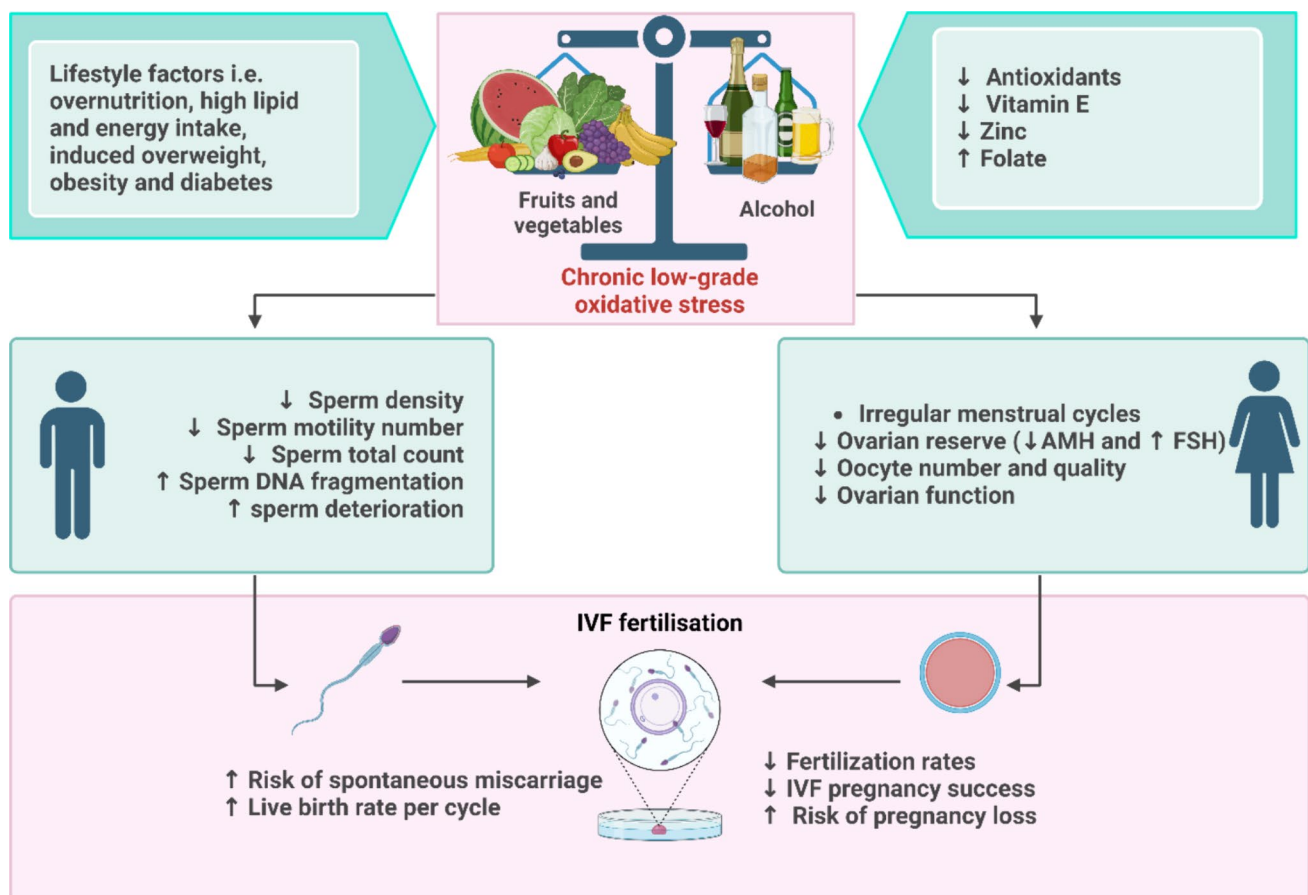 Lifestyle factors i.e.
overnutrition, high lipid
and energy intake,
induced overweight,
obesity and diabetes
Fruits and
vegetables
Alcohol
Chronic low-grade
oxidative stress
↓ Antioxidants
↓ Vitamin E
↓ Zinc
↑ Folate
↓ Sperm density
↓ Sperm motility number
↓ Sperm total count
↑ Sperm DNA fragmentation
↑ sperm deterioration
• Irregular menstrual cycles
↓ Ovarian reserve (↓AMH and ↑ FSH)
↓ Oocyte number and quality
↓ Ovarian function
IVF fertilisation
↑ Risk of spontaneous miscarriage
↑ Live birth rate per cycle
↓ Fertilization rates
↓ IVF pregnancy success
↑ Risk of pregnancy loss